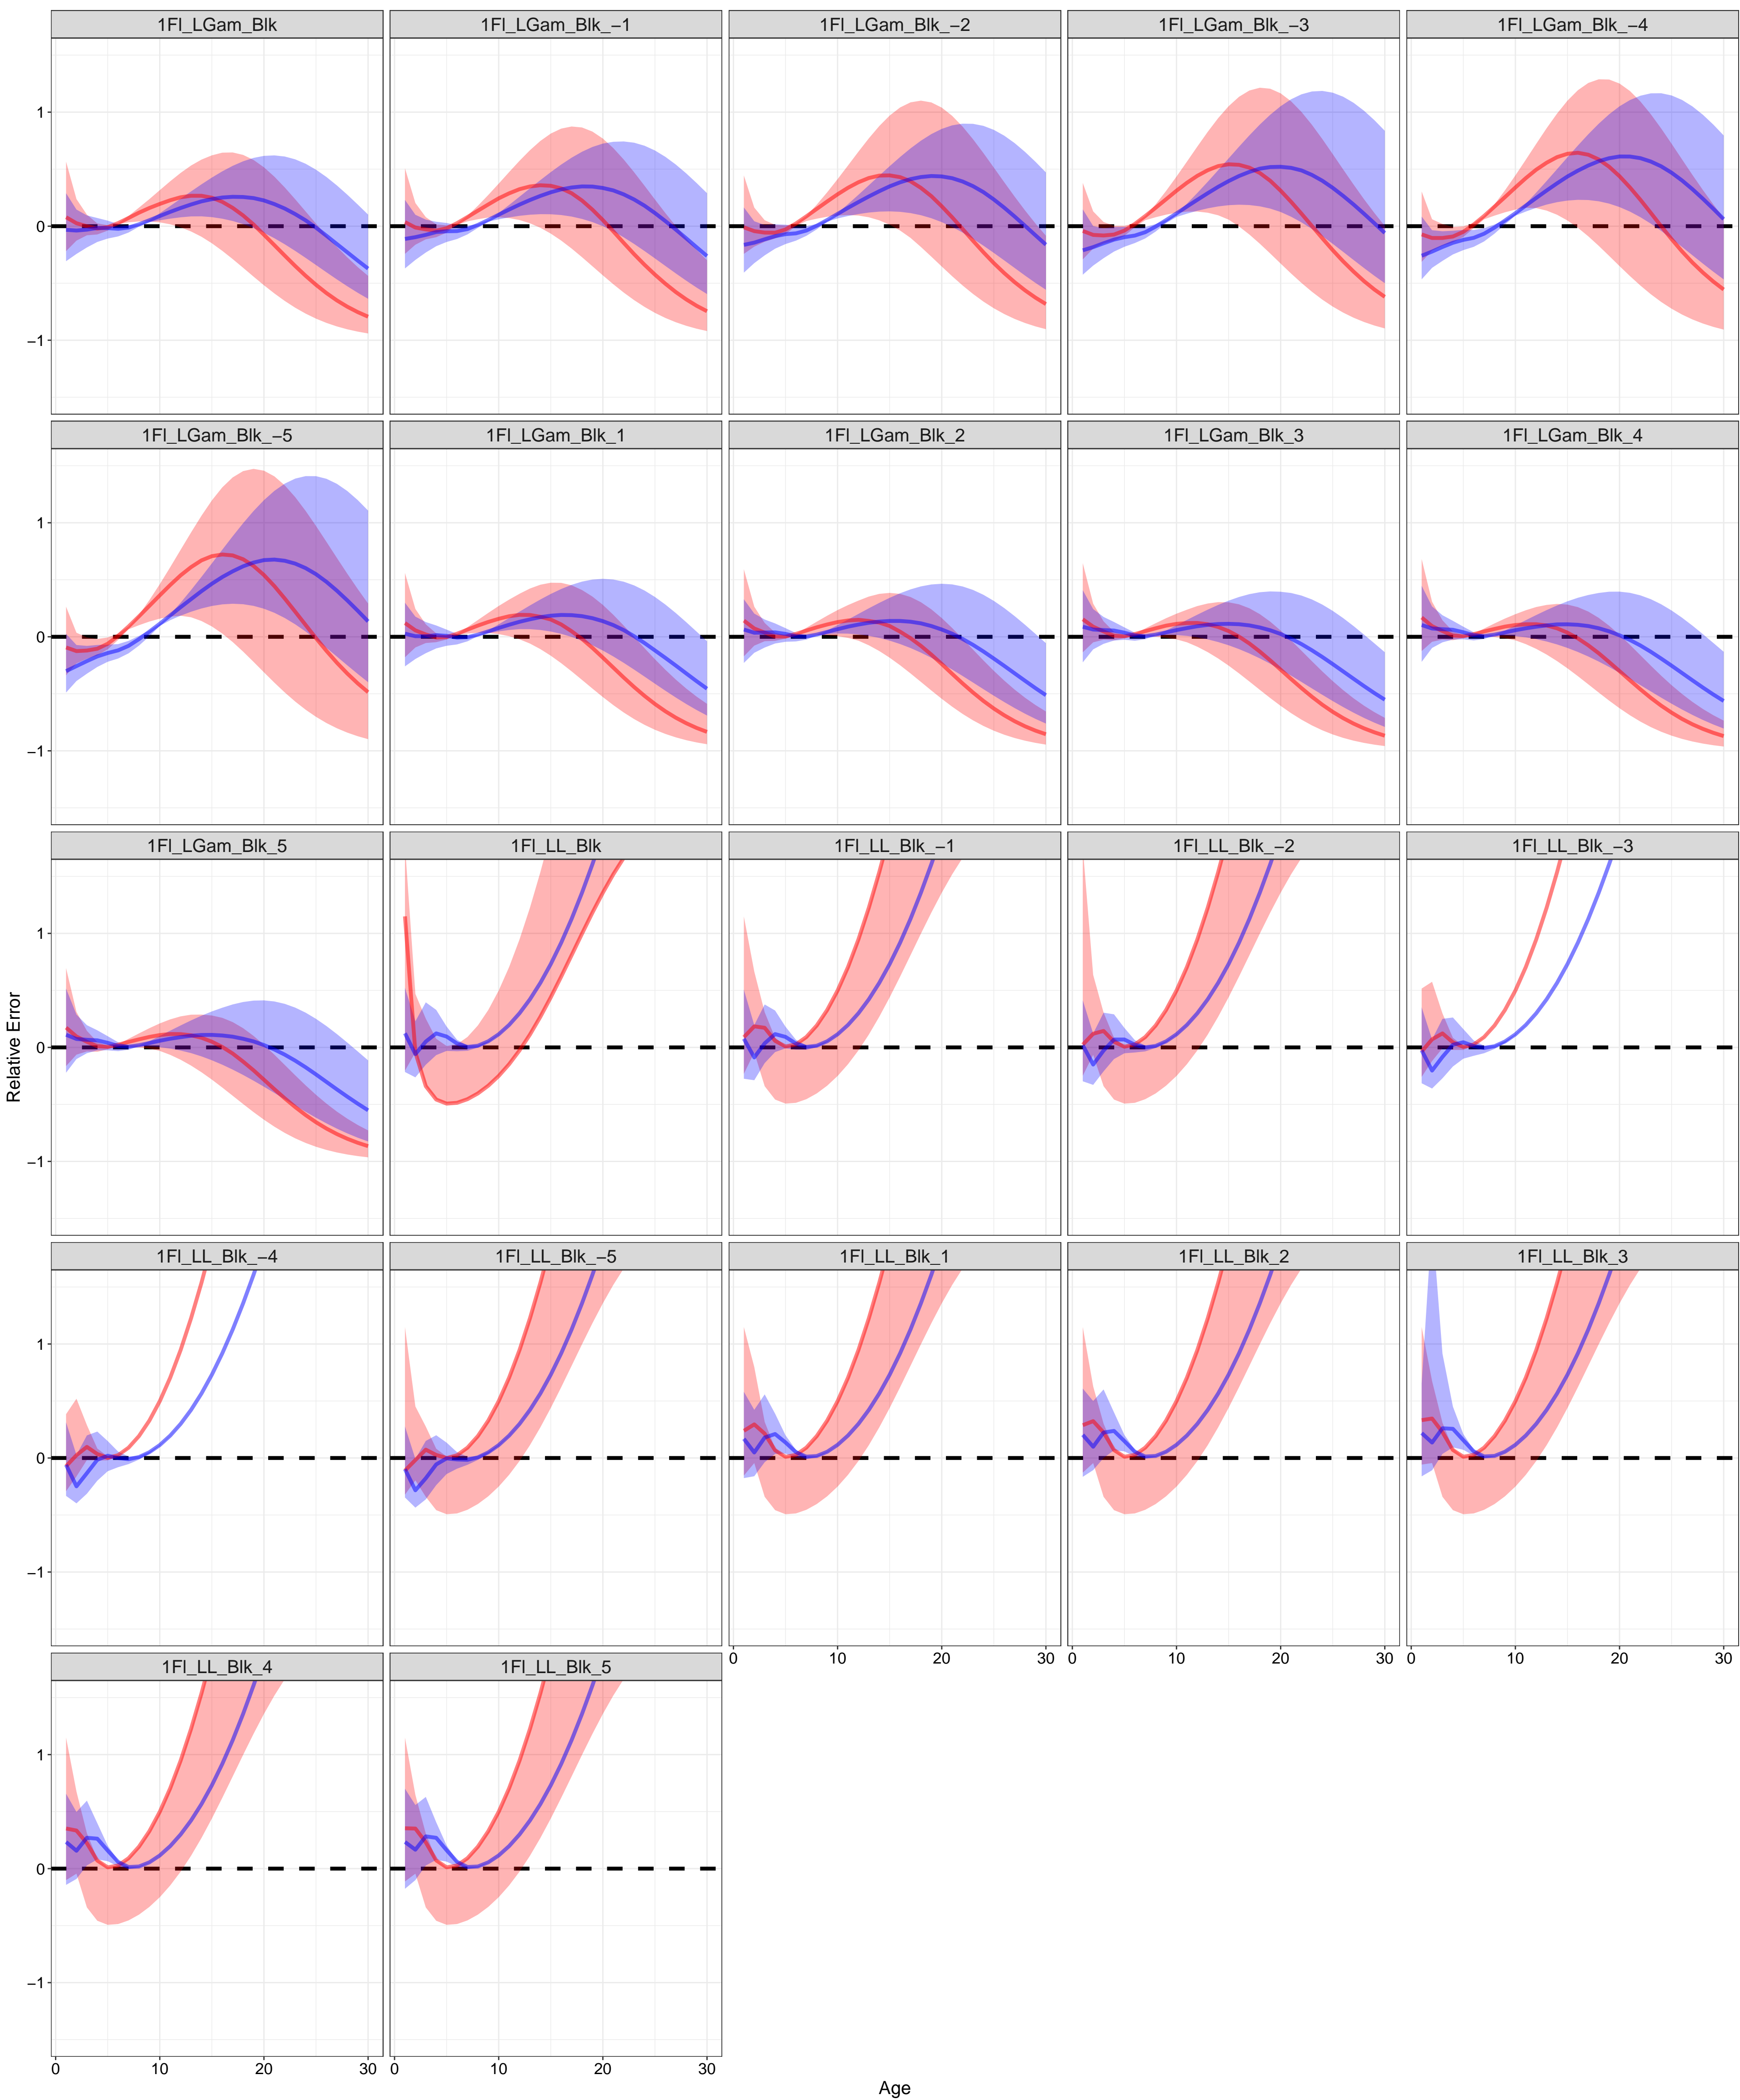 1Fl_LGam_Blk 1Fl_LGam_Blk_−1 1Fl_LGam_Blk_−2 1Fl_LGam_Blk_−3 1Fl_LGam_Blk_−4
1
0
−1
1Fl_LGam_Blk_−5 1Fl_LGam_Blk_1 1Fl_LGam_Blk_2 1Fl_LGam_Blk_3 1Fl_LGam_Blk_4
1
0
−1
1Fl_LGam_Blk_5 1Fl_LL_Blk 1Fl_LL_Blk_−1 1Fl_LL_Blk_−2 1Fl_LL_Blk_−3
1
0
−1
Relative Error
1Fl_LL_Blk_−4 1Fl_LL_Blk_−5 1Fl_LL_Blk_1 1Fl_LL_Blk_2 1Fl_LL_Blk_3
1
0
−1
0 10 20 30 0 10 20 30 0 10 20 30
1Fl_LL_Blk_4 1Fl_LL_Blk_5
1
0
−1
0 10 20 30 0 10 20 30
Age